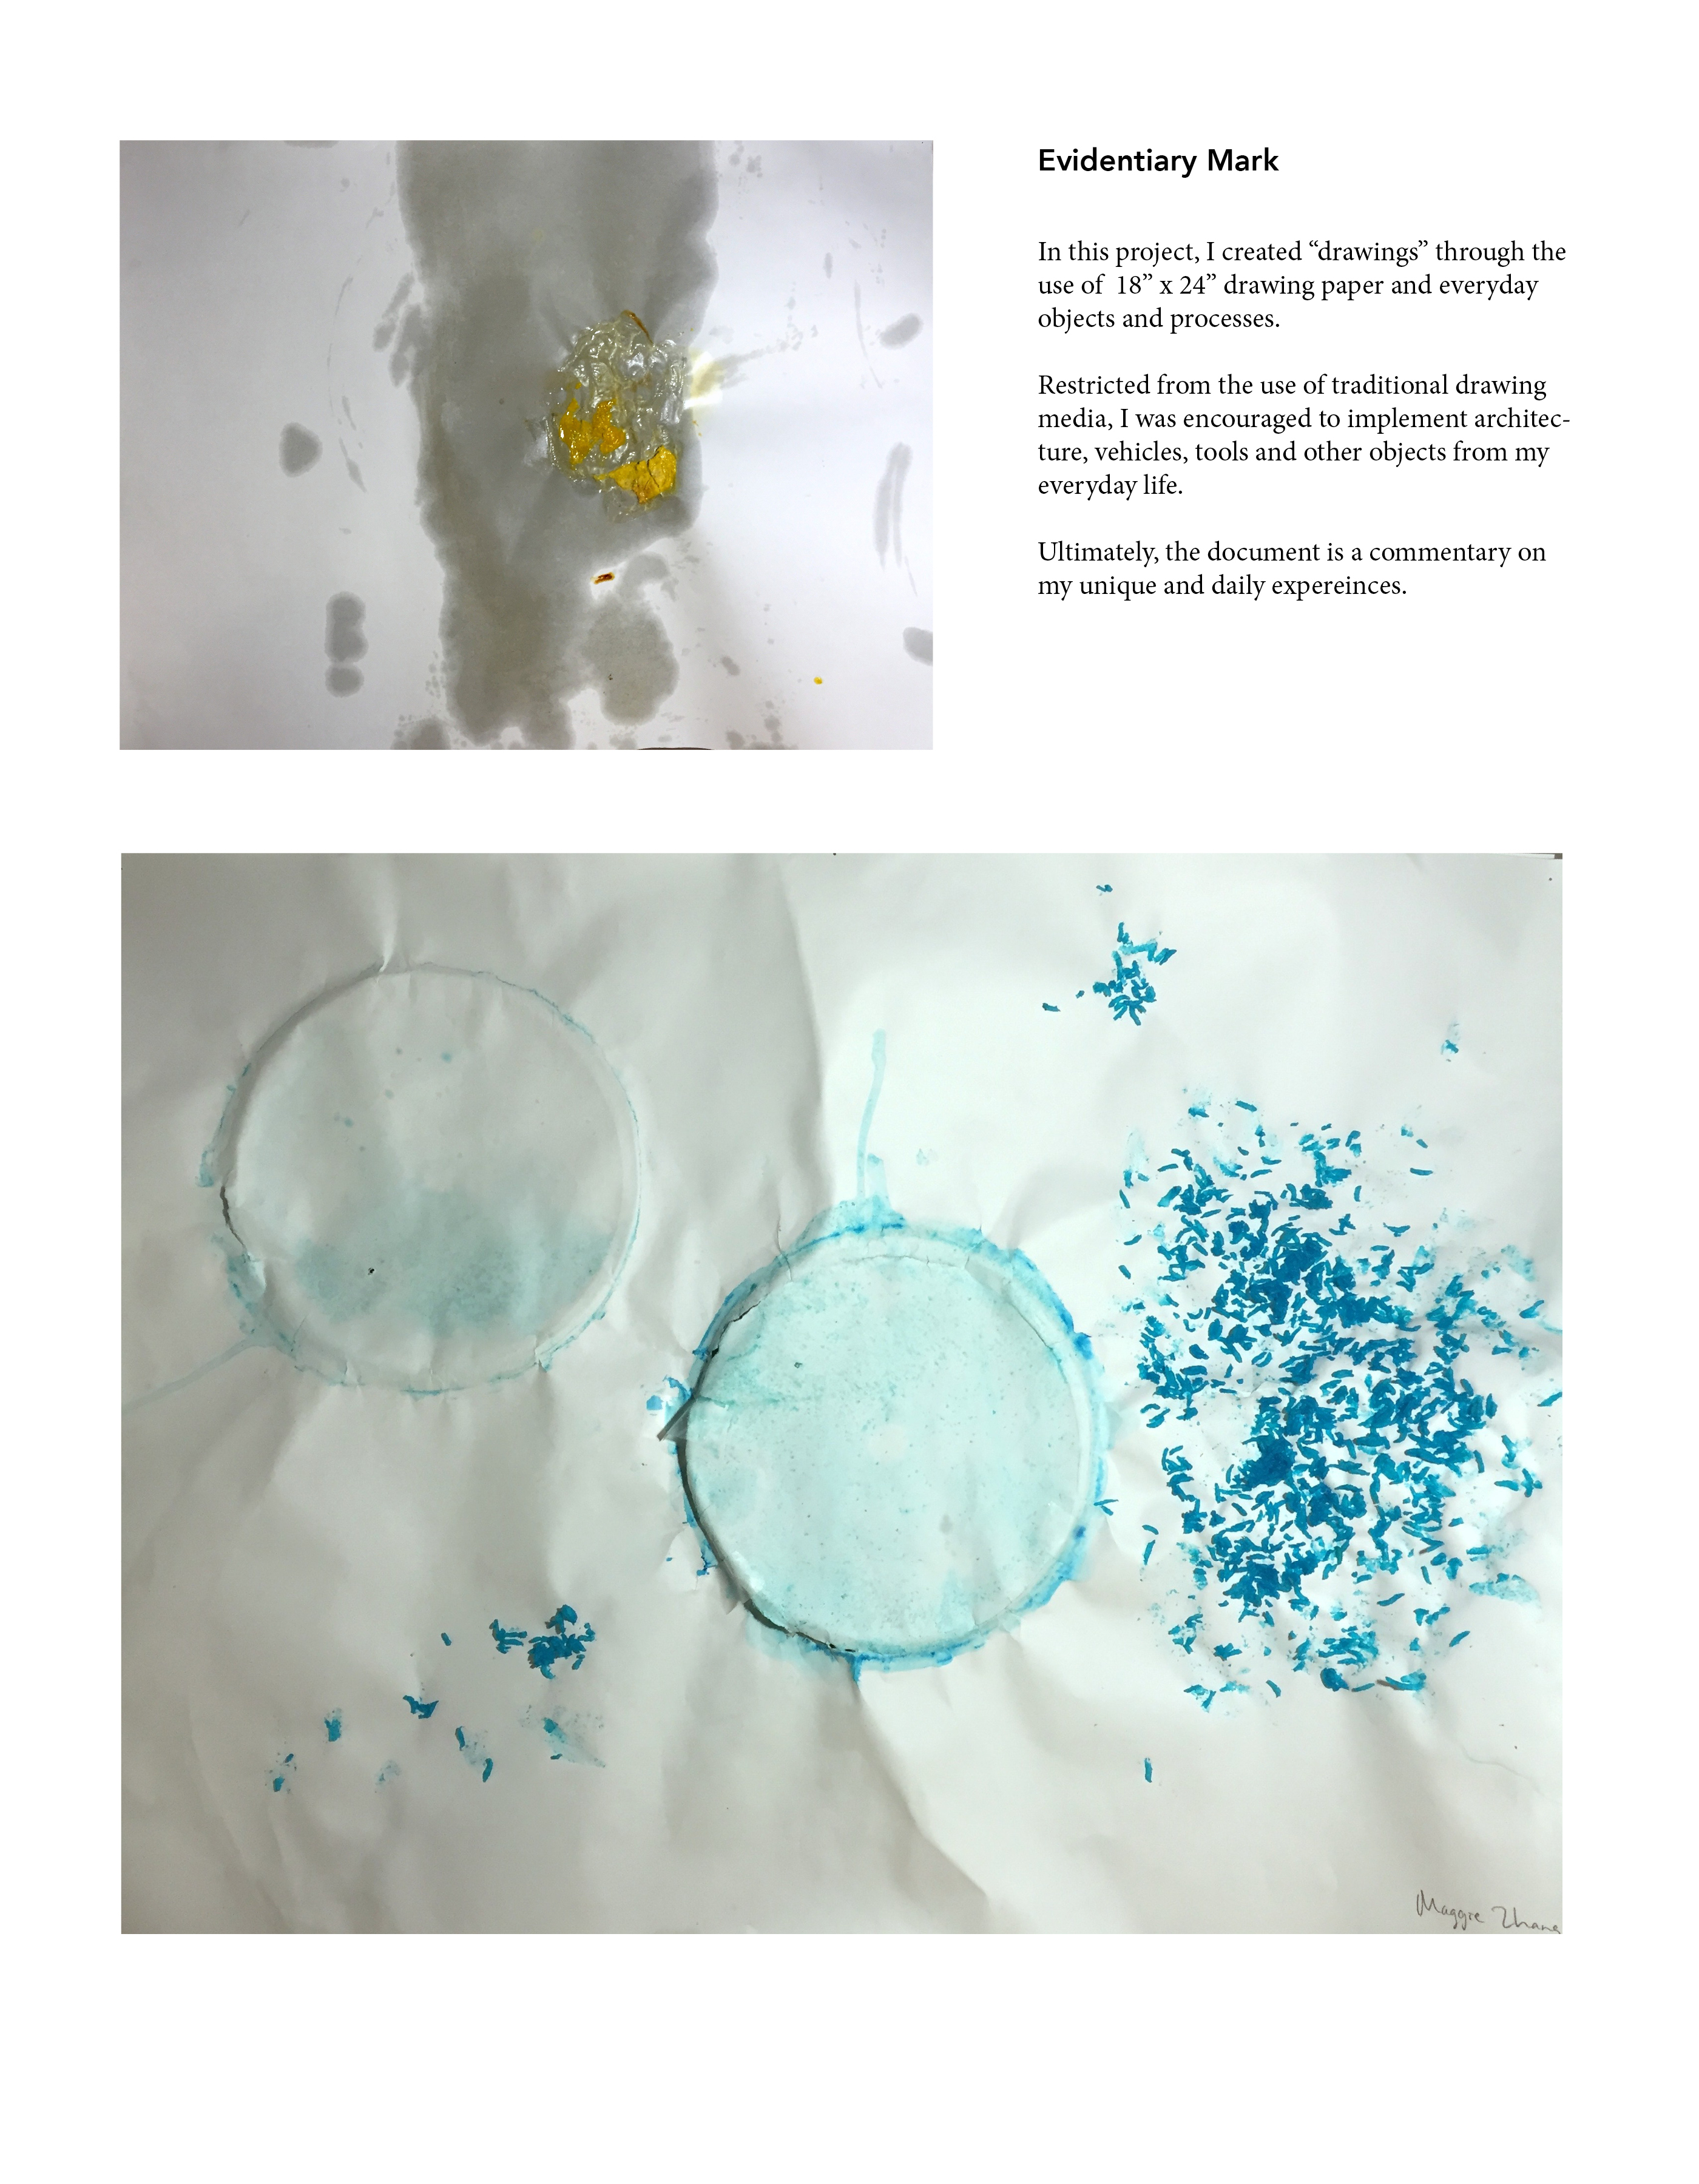 Evidentiary Mark
In this project, I created “drawings” through the
use of  18” x 24” drawing paper and everyday
objects and processes.
Restricted from the use of traditional drawing
media, I was encouraged to implement architec-
ture, vehicles, tools and other objects from my
everyday life.
Ultimately, the document is a commentary on
my unique and daily expereinces.
Maggie Zhang